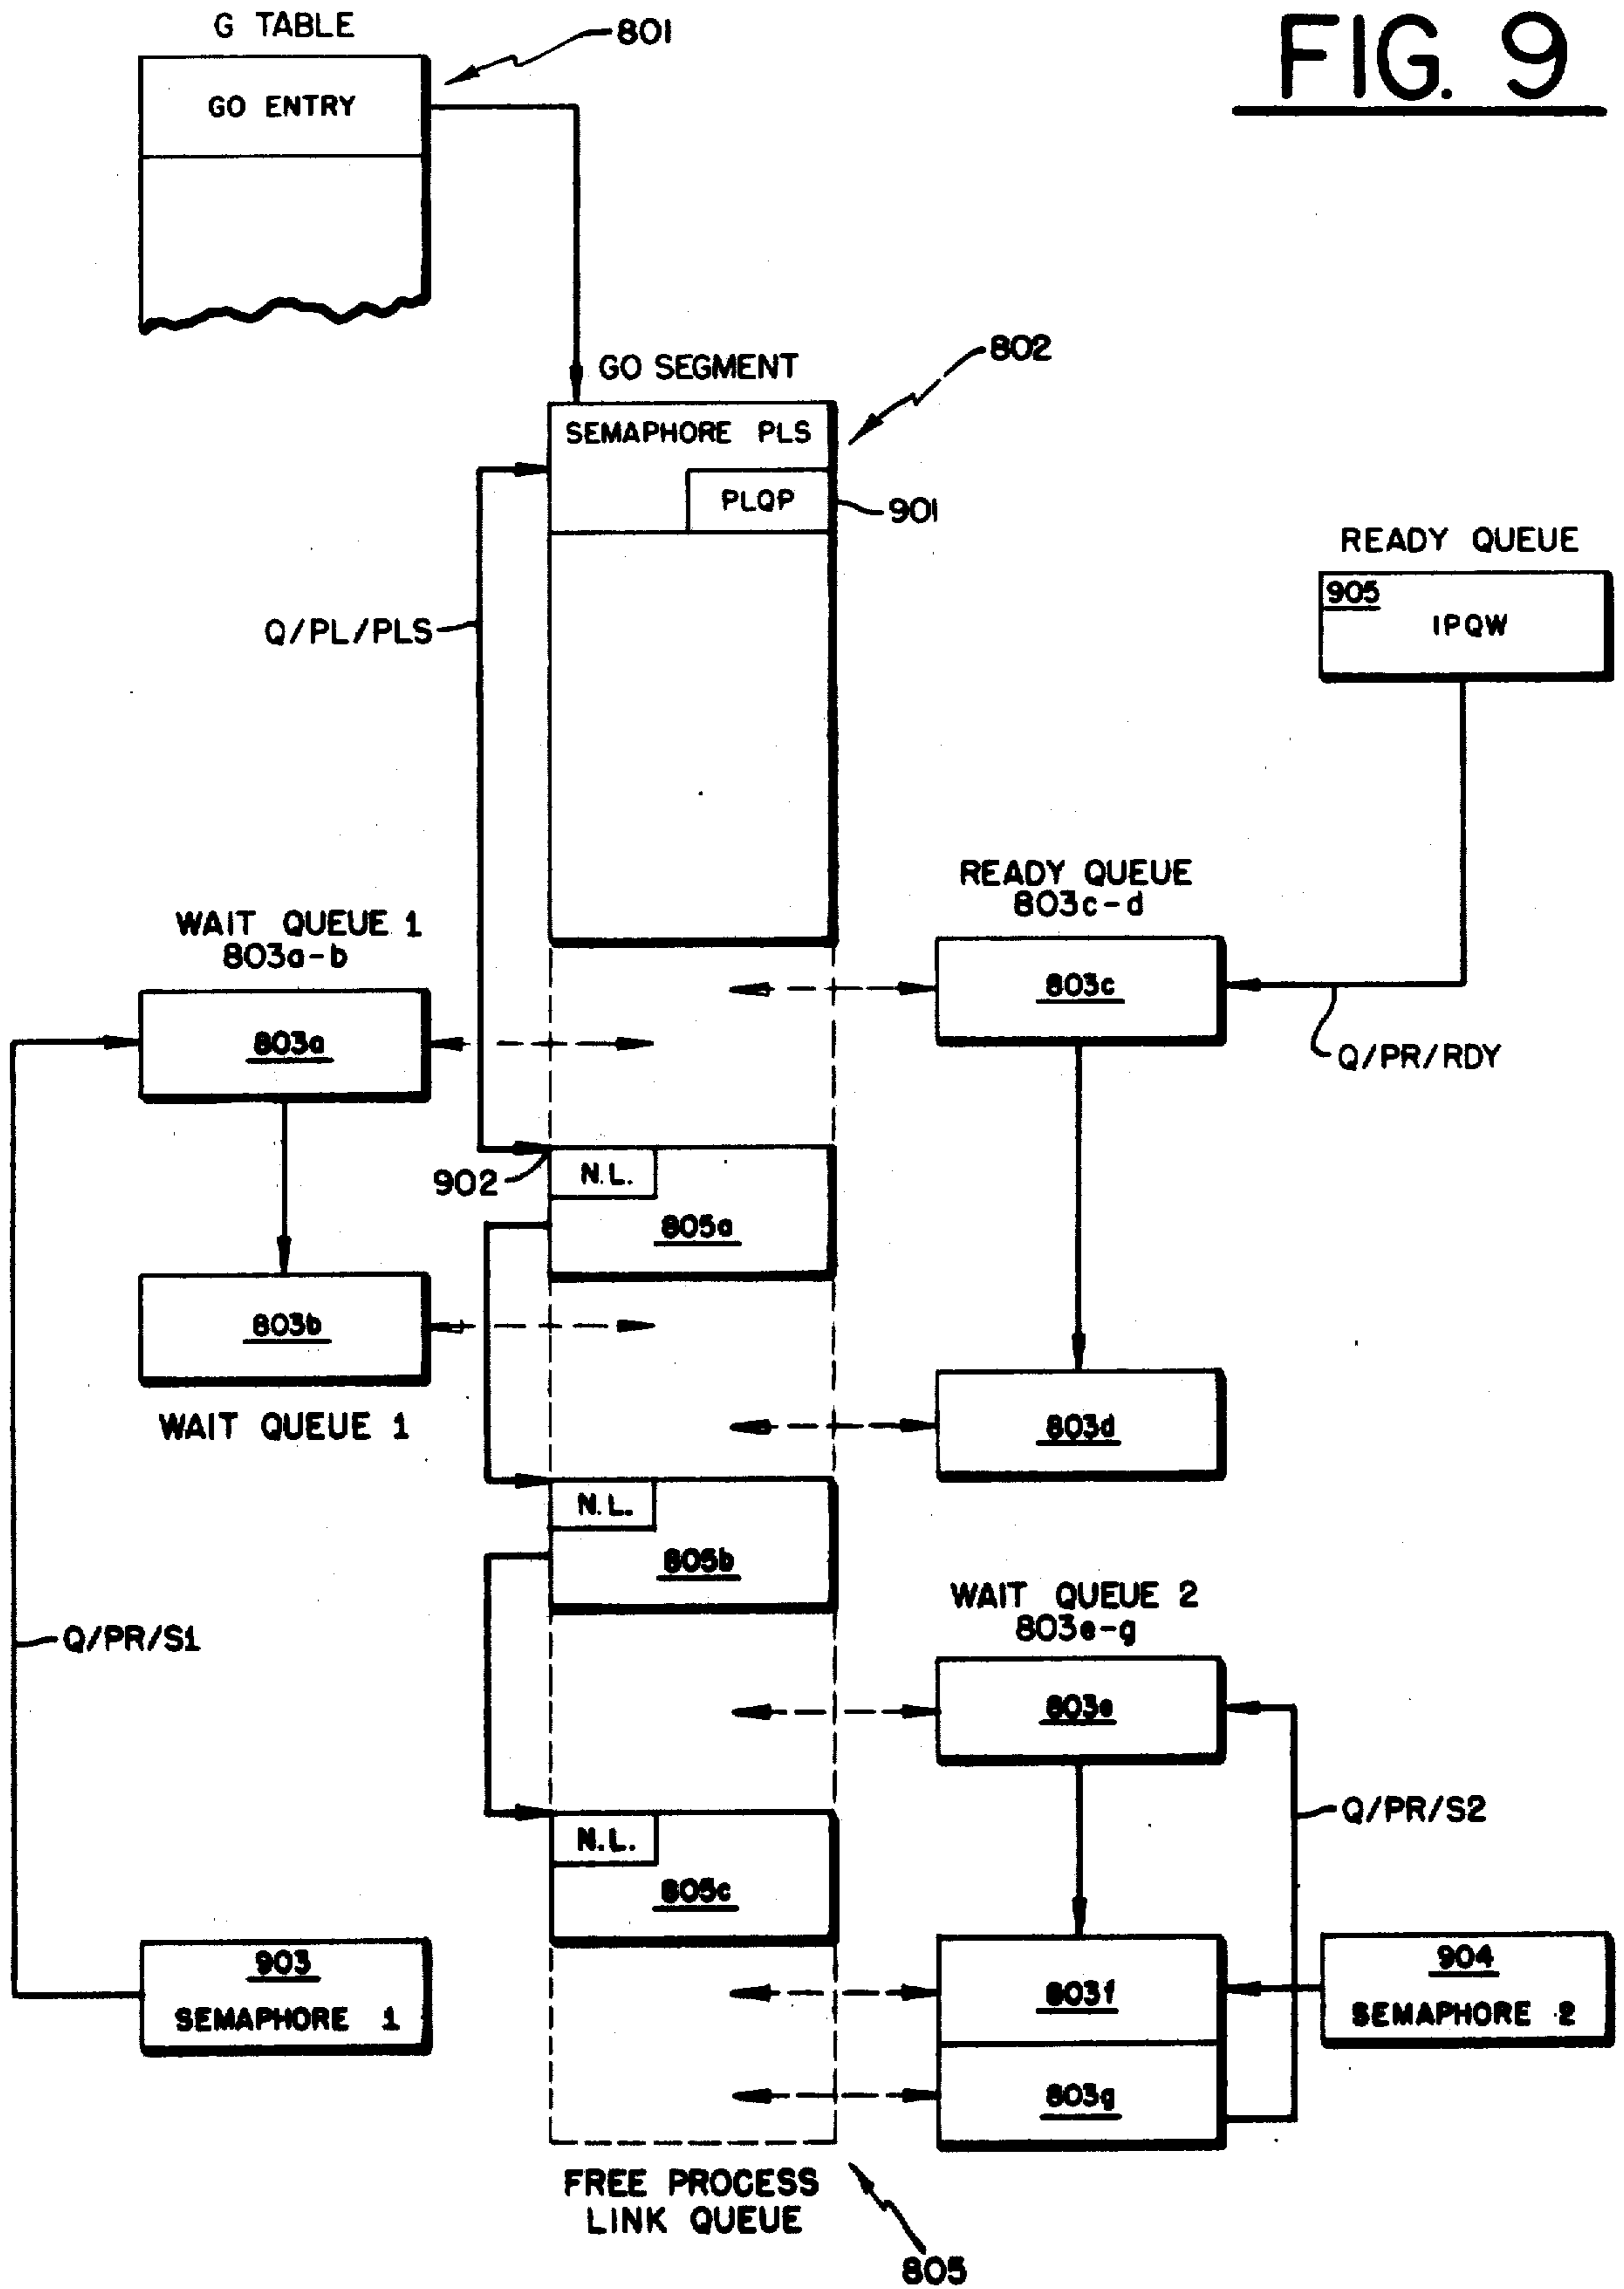 FIG. 9
G TABLE
801
GO ENTRY
GO SEGMENT
802
SEMAPHORE PLS
PLQP
901
READY QUEUE
905
IPQW
Q/PL/PLS
READY QUEUE
803c-d
WAIT QUEUE 1
803a-b
803c
803a
Q/PR/RDY
902
N.L.
805a
803b
WAIT QUEUE 1
803d
N.L.
805b
WAIT QUEUE 2
803e-g
Q/PR/S1
803e
Q/PR/S2
N.L.
805c
903
SEMAPHORE 1
803f
904
SEMAPHORE 2
803g
FREE PROCESS
LINK QUEUE
805